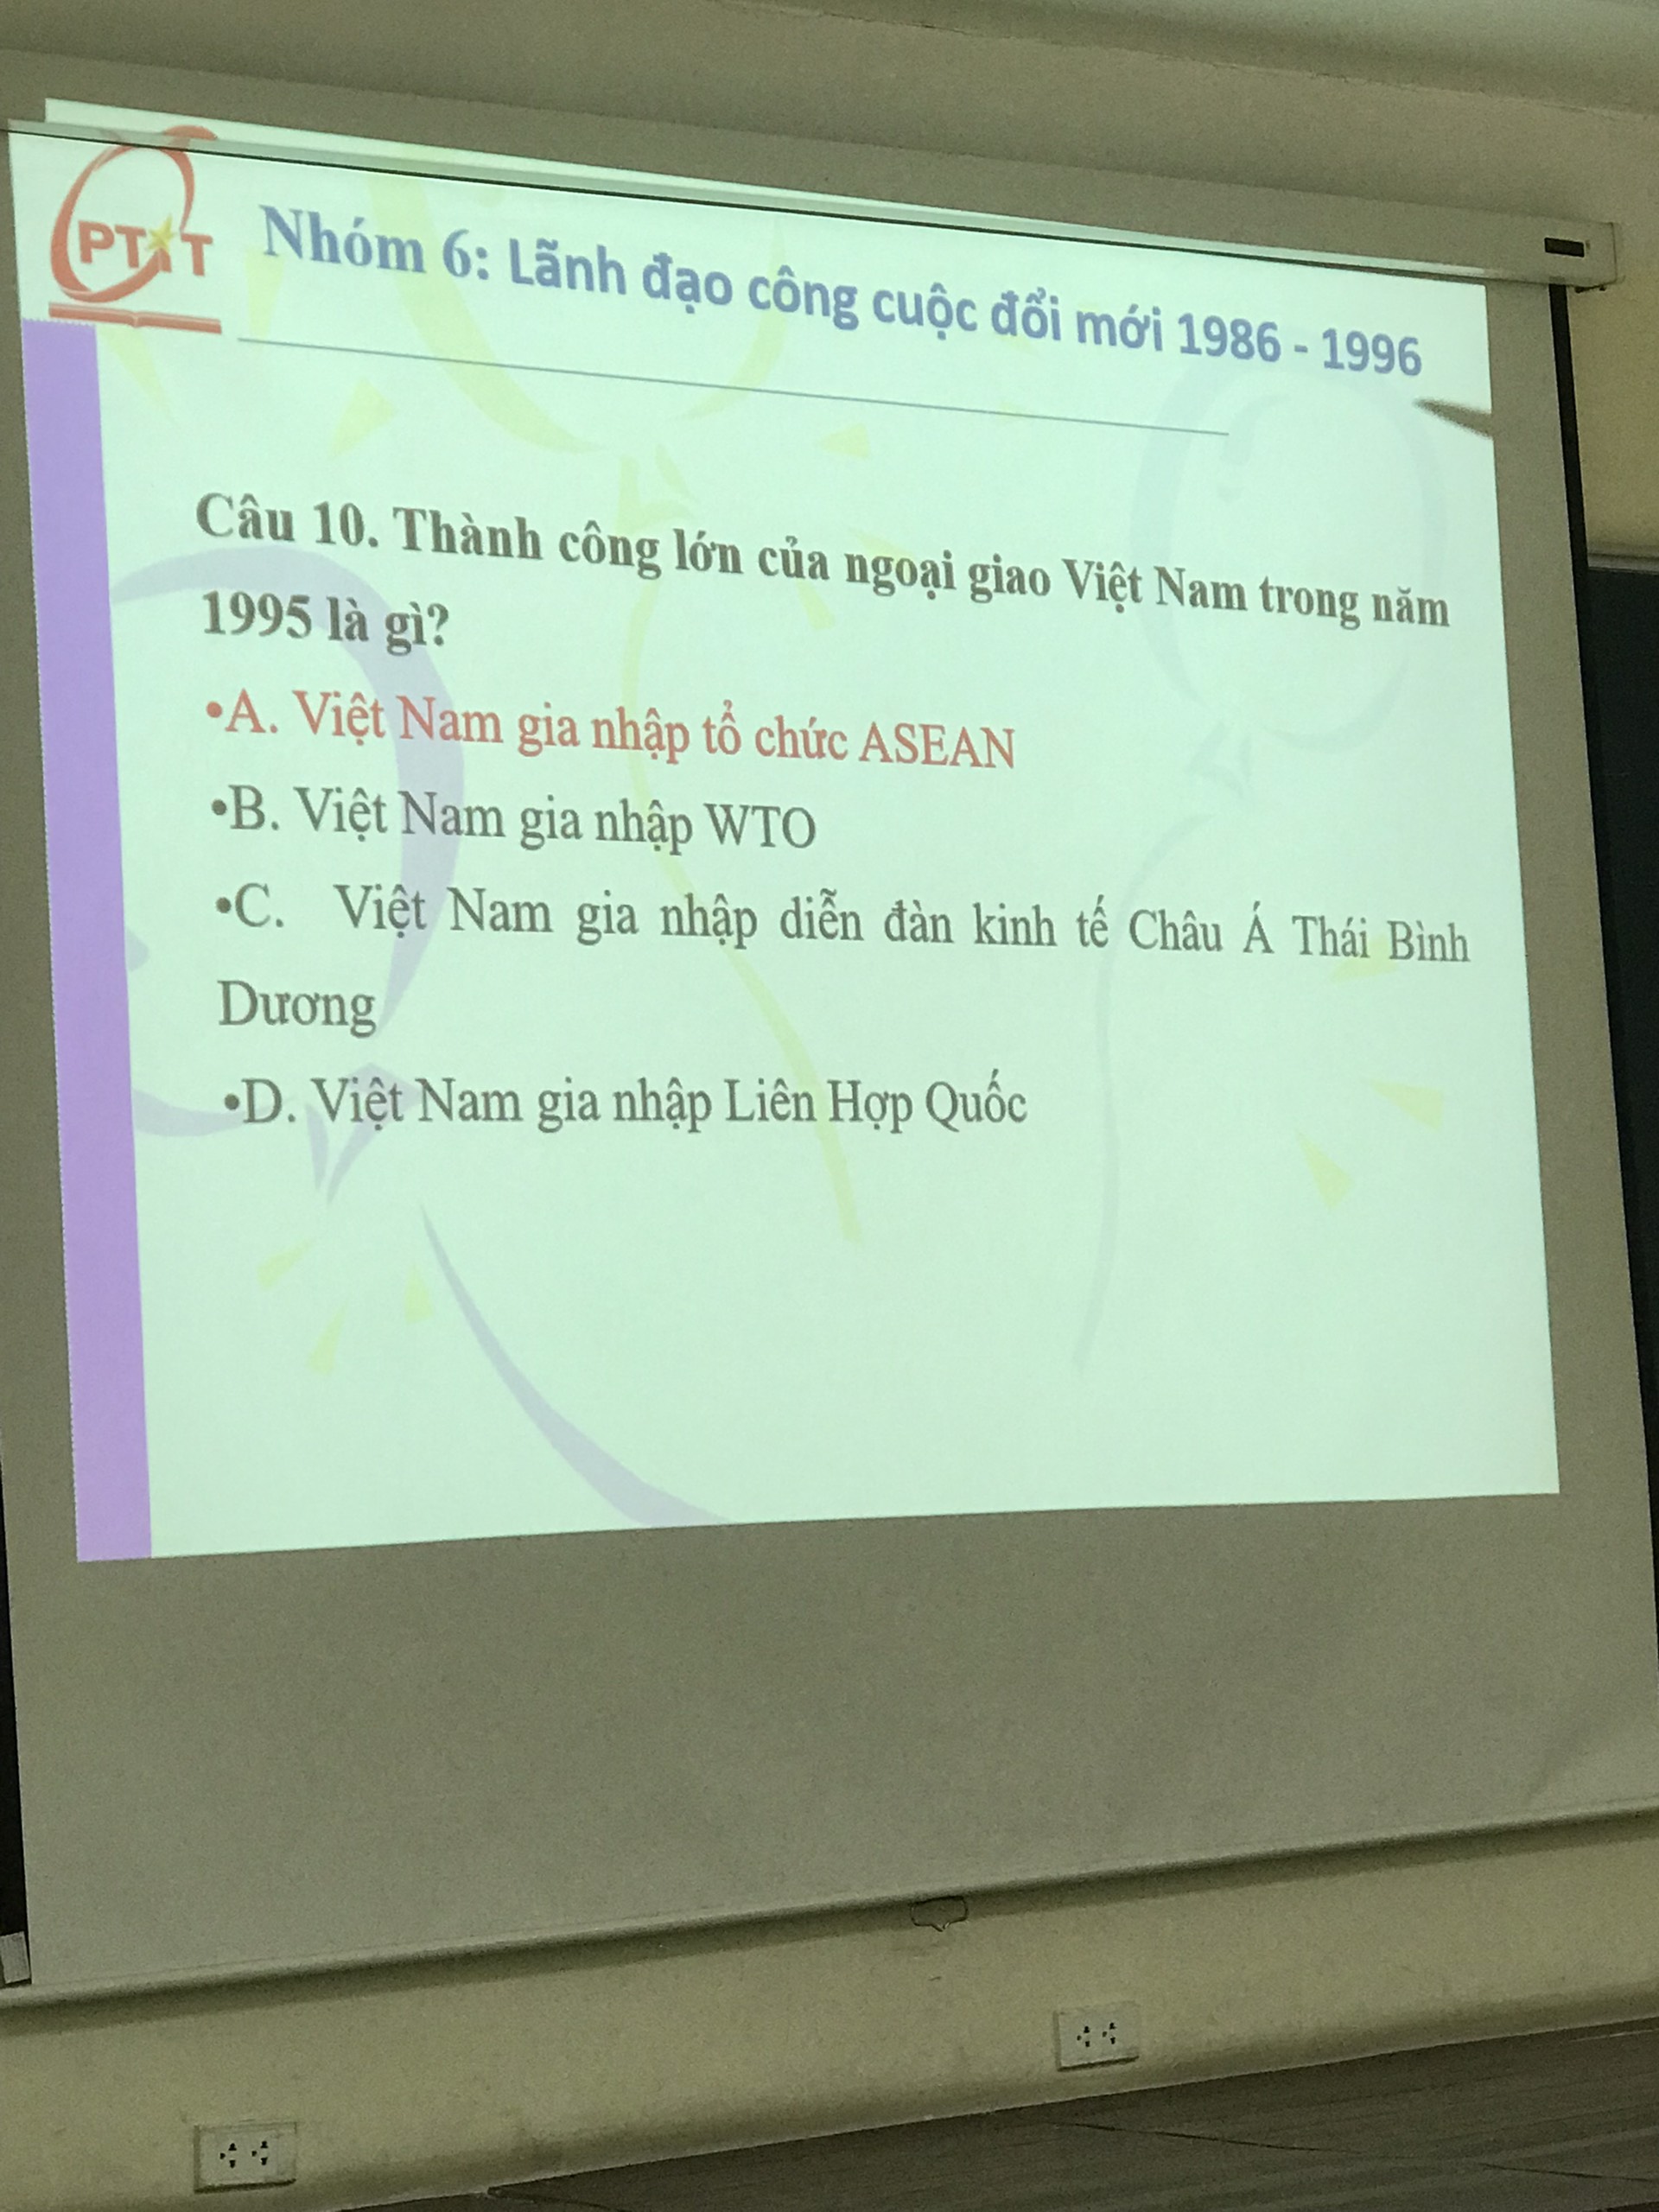 PTIT
Nhóm 6: Lãnh đạo công cuộc đổi mới 1986 - 1996
Câu 10. Thành công lớn của ngoại giao Việt Nam trong năm
1995 là gì?
•A. Việt Nam gia nhập tổ chức ASEAN
•B. Việt Nam gia nhập WTO
•C. Việt Nam gia nhập diễn đàn kinh tế Châu Á Thái Bình
Dương
•D. Việt Nam gia nhập Liên Hợp Quốc